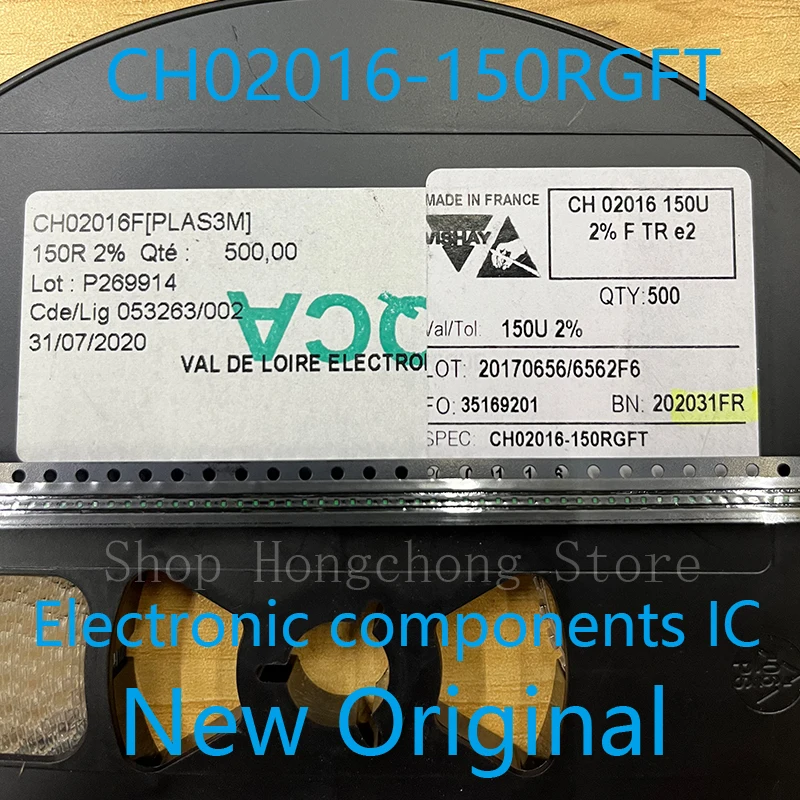 CH02016-150RGFT
CH02016F[PLAS3M]
150R 2% Qté : 500,00
Lot : P269914
Cde/Lig 053263/002
31/07/2020
QCA
VAL DE LOIRE ELECTRO
MADE IN FRANCE
VISHAY
CH 02016 150U
2% F TR e2
QTY: 500
Val/Tol: 150U 2%
LOT: 20170656/6562F6
FO: 35169201 BN: 202031FR
SPEC: CH02016-150RGFT
Shop Hongchong Store
Electronic components IC
New Original